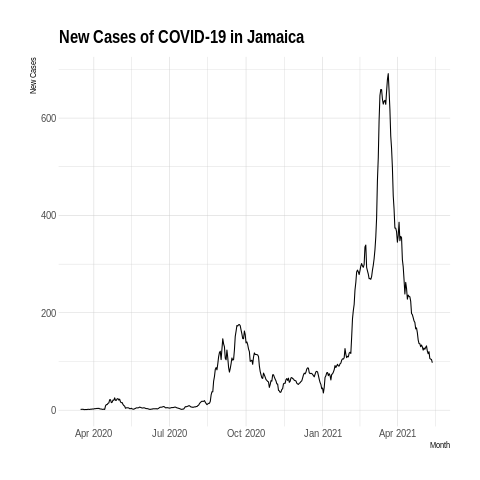 New Cases of COVID-19 in Jamaica
New Cases
600
400
200
0
Apr 2020 Jul 2020 Oct 2020 Jan 2021 Apr 2021
Month